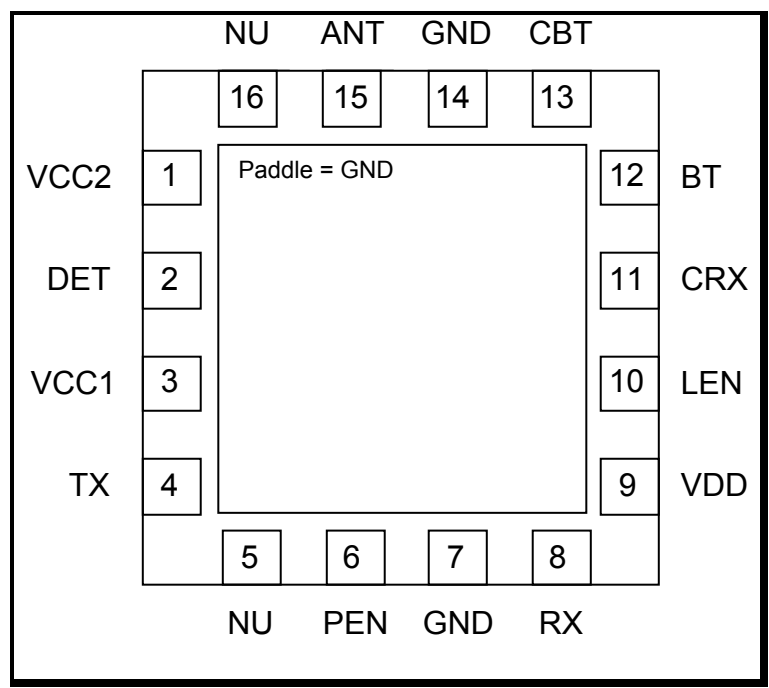 NU ANT GND CBT
16 15 14 13
Paddle = GND
VCC2 1 12 BT
DET 2 11 CRX
VCC1 3 10 LEN
TX 4 9 VDD
5 6 7 8
NU PEN GND RX